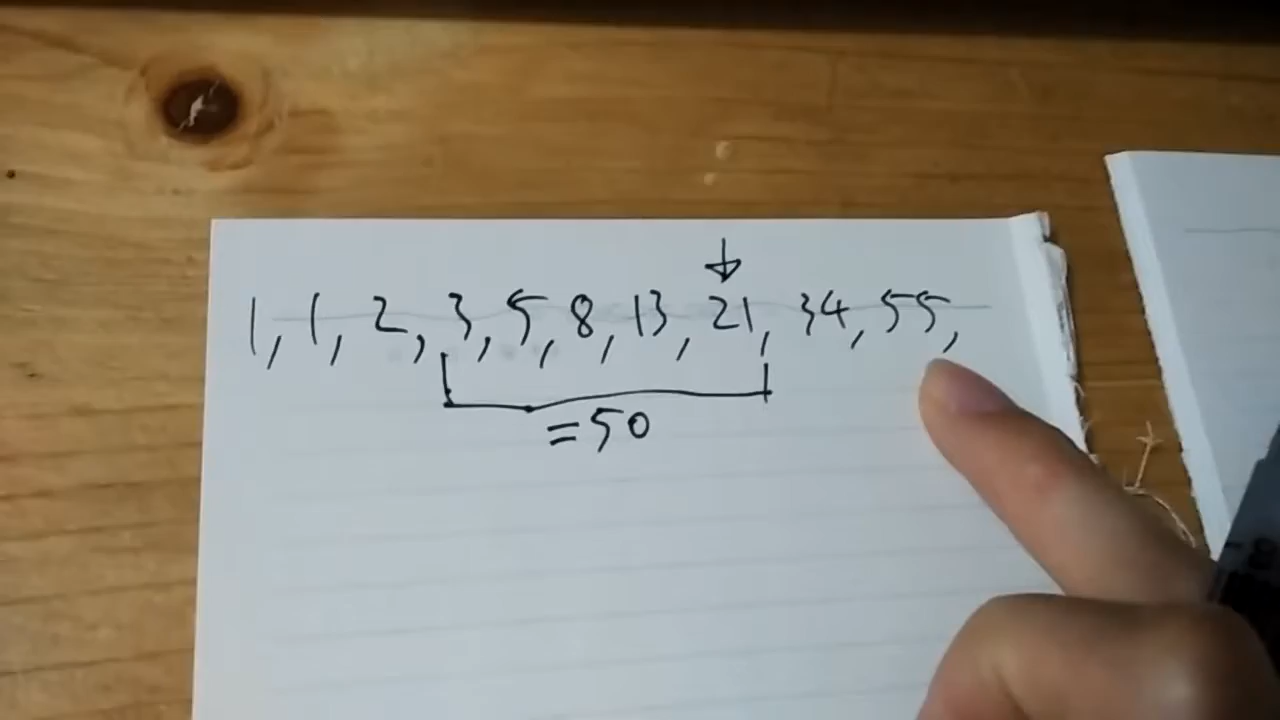 ↓
1, 1, 2, 3, 5, 8, 13, 21, 34, 55,
=50